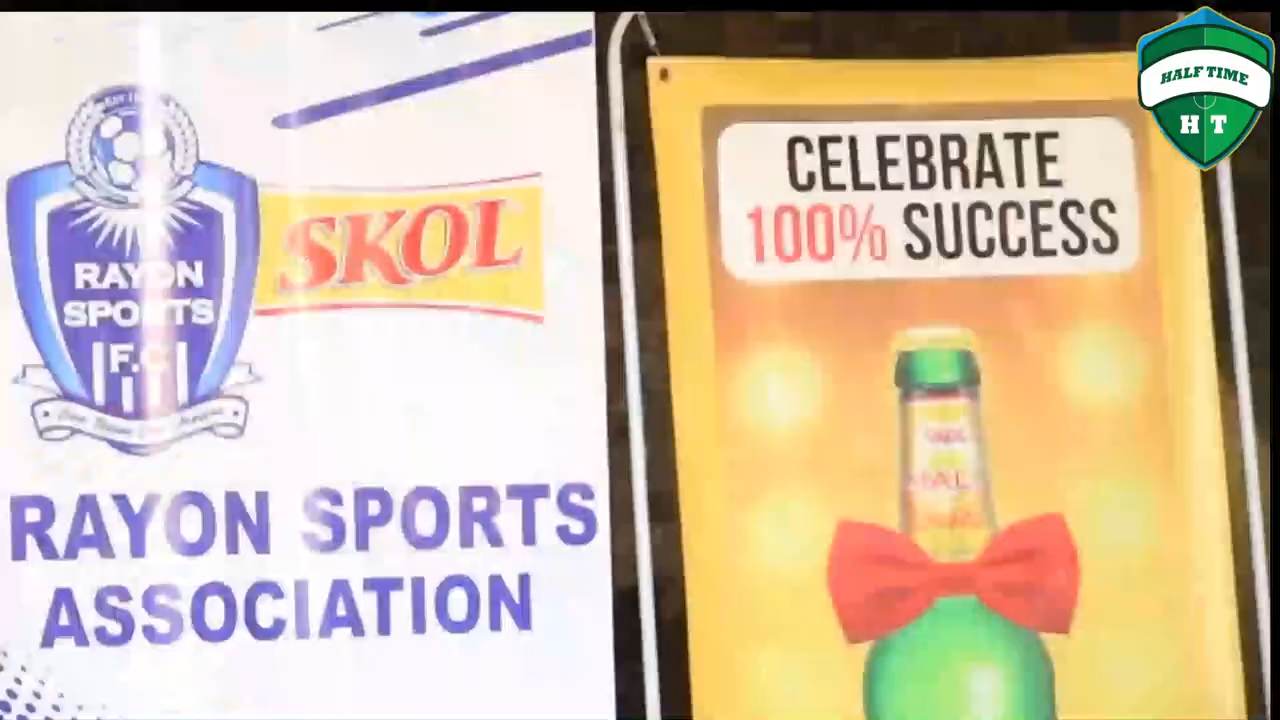 RAYON
SPORTS
F.C
SKOL
RAYON SPORTS
ASSOCIATION
CELEBRATE
100% SUCCESS
HALF TIME
H T